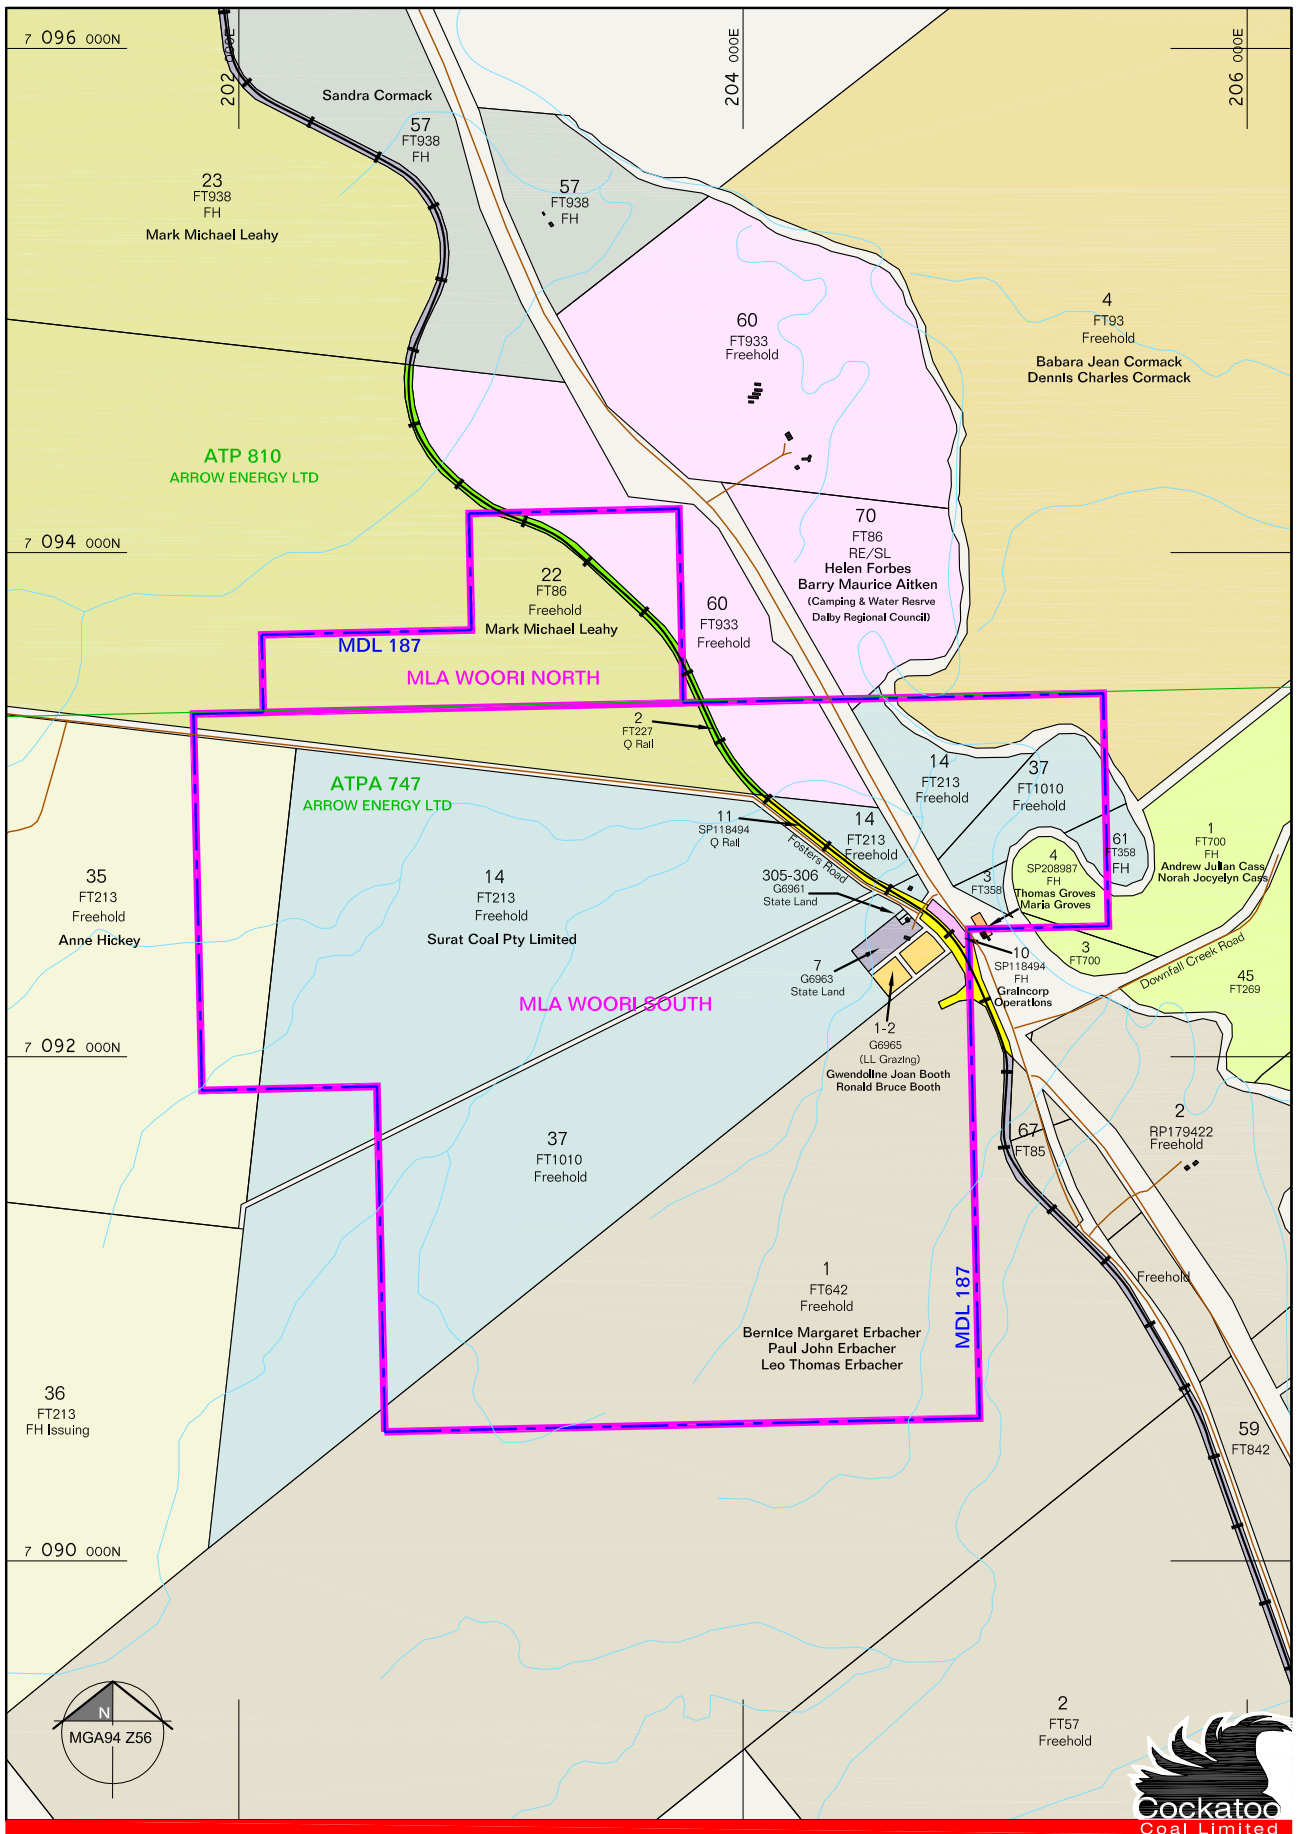 7 096 000N
202 000E
204 000E
206 000E
Sandra Cormack
57
FT938
FH
57
FT938
FH
23
FT938
FH
Mark Michael Leahy
60
FT933
Freehold
4
FT93
Freehold
Babara Jean Cormack
Dennis Charles Cormack
ATP 810
ARROW ENERGY LTD
7 094 000N
70
FT86
RE/SL
Helen Forbes
Barry Maurice Aitken
(Camping & Water Resrve
Dalby Regional Council)
22
FT86
Freehold
Mark Michael Leahy
60
FT933
Freehold
MDL 187
MLA WOORI NORTH
2
FT227
Q Rail
ATPA 747
ARROW ENERGY LTD
14
FT213
Freehold
37
FT1010
Freehold
11
SP118494
Q Rail
Fosters Road
14
FT213
Freehold
61
FT358
FH
1
FT700
FH
Andrew Julian Cass
Norah Jocyelyn Cass
4
SP208987
FH
Thomas Groves
Maria Groves
3
FT358
305-306
G6961
State Land
35
FT213
Freehold
Anne Hickey
14
FT213
Freehold
Surat Coal Pty Limited
3
FT700
Downfall Creek Road
45
FT269
10
SP118494
FH
Graincorp
Operations
7
G6963
State Land
MLA WOORI SOUTH
1-2
G6965
(LL Grazing)
Gwendoline Joan Booth
Ronald Bruce Booth
7 092 000N
67
FT85
2
RP179422
Freehold
37
FT1010
Freehold
1
FT642
Freehold
Bernice Margaret Erbacher
Paul John Erbacher
Leo Thomas Erbacher
MDL 187
Freehold
36
FT213
FH Issuing
59
FT842
7 090 000N
N
MGA94 Z56
2
FT57
Freehold
Cockatoo
Coal Limited